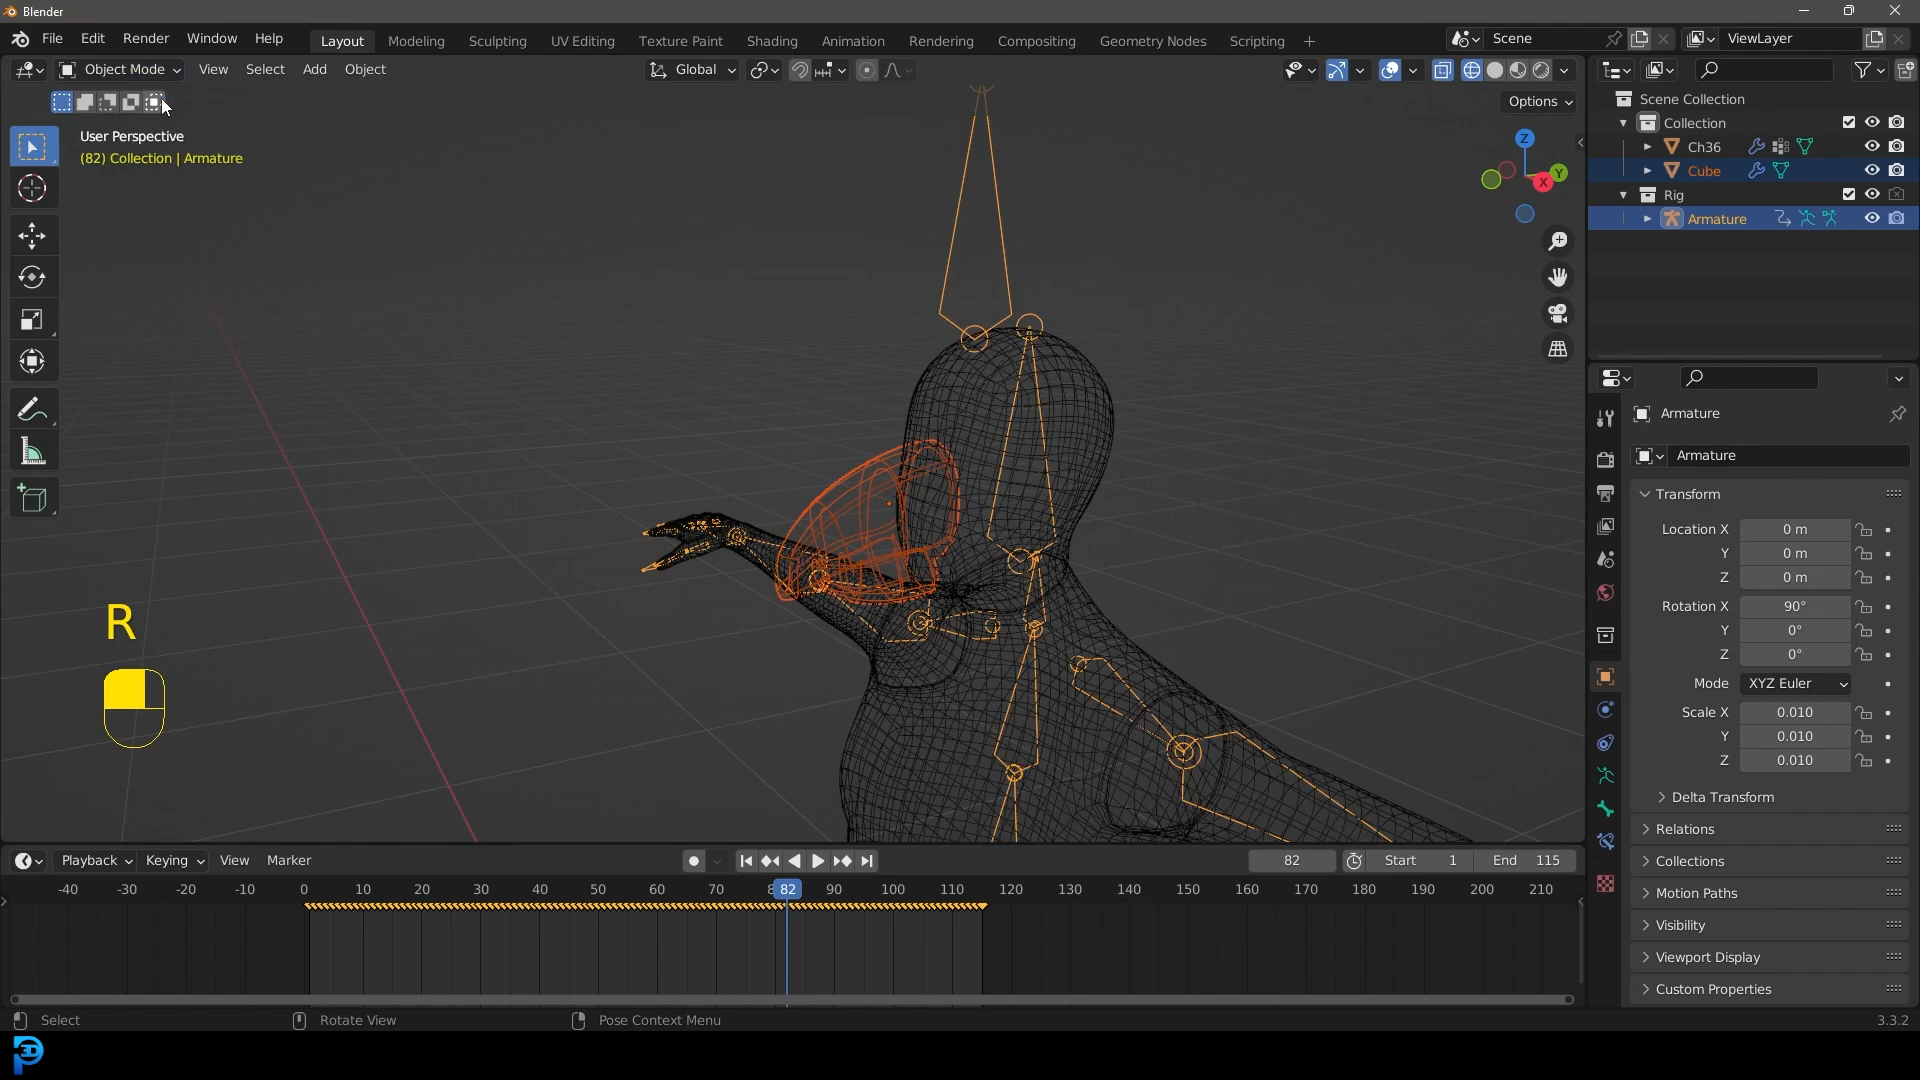 Blender
File Edit Render Window Help
Layout Modeling Sculpting UV Editing Texture Paint Shading Animation Rendering Compositing Geometry Nodes Scripting +
Scene
ViewLayer
Object Mode View Select Add Object
Global
Options
User Perspective
(82) Collection | Armature
Z
Y
X
Scene Collection
Collection
Ch36
Cube
Rig
Armature
Armature
Armature
Transform
Location X 0 m
Y 0 m
Z 0 m
Rotation X 90°
Y 0°
Z 0°
Mode XYZ Euler
Scale X 0.010
Y 0.010
Z 0.010
Delta Transform
Relations
Collections
Motion Paths
Visibility
Viewport Display
Custom Properties
R
Playback Keying View Marker
82
Start 1
End 115
-40 -30 -20 -10 0 10 20 30 40 50 60 70 82 90 100 110 120 130 140 150 160 170 180 190 200 210
Select
Rotate View
Pose Context Menu
3.3.2